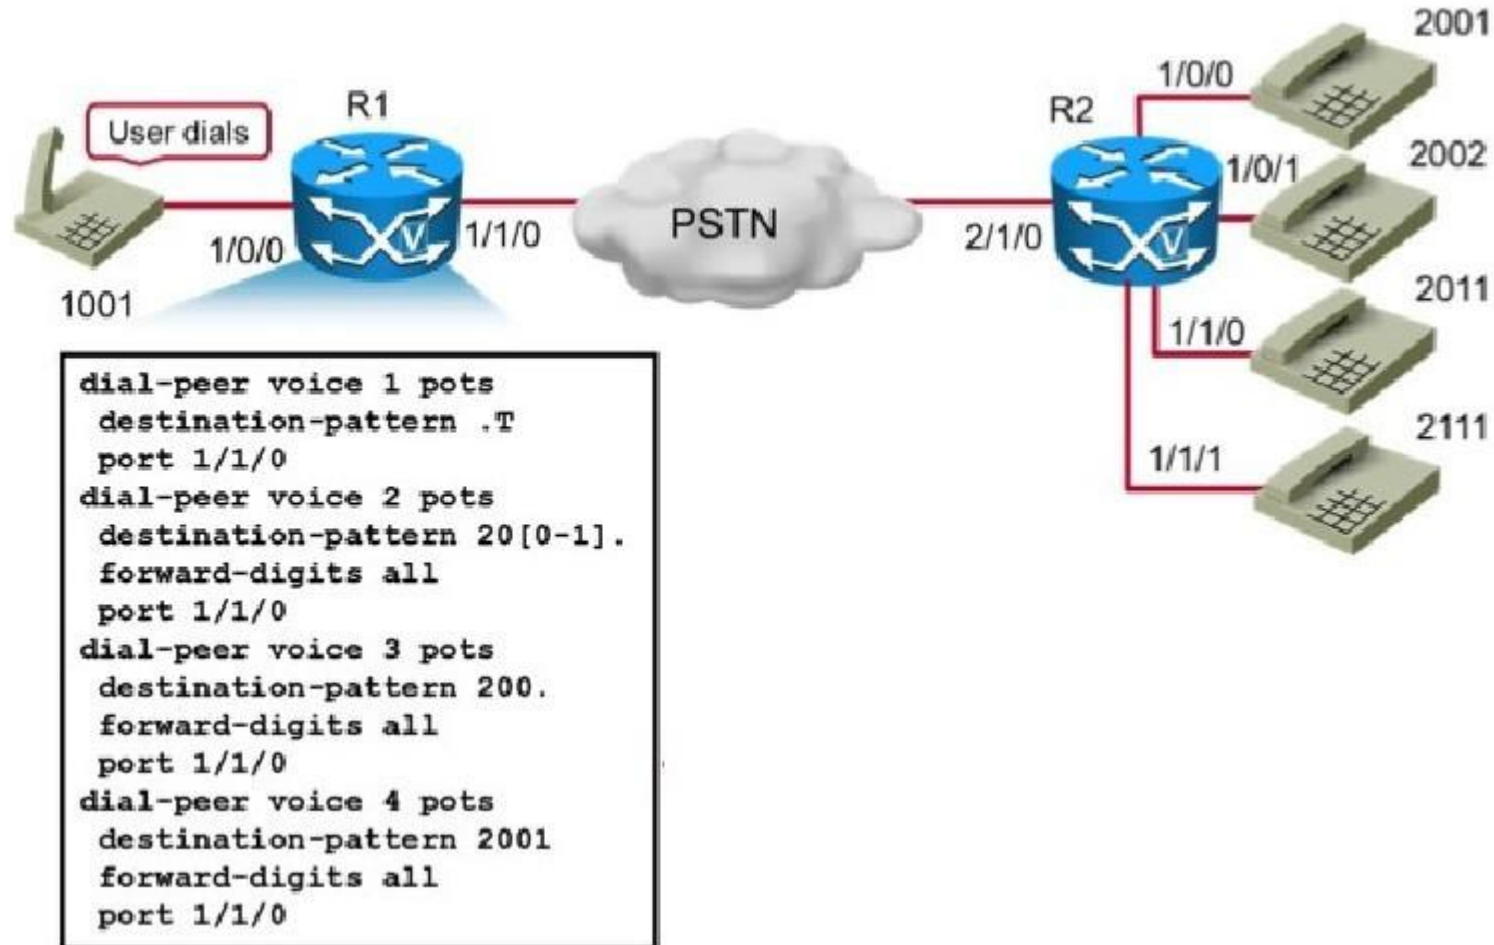 User dials
R1
1/0/0
1/1/0
1001
PSTN
R2
2/1/0
1/0/0
2001
1/0/1
2002
1/1/0
2011
1/1/1
2111
V
V
dial-peer voice 1 pots
destination-pattern .T
port 1/1/0
dial-peer voice 2 pots
destination-pattern 20[0-1].
forward-digits all
port 1/1/0
dial-peer voice 3 pots
destination-pattern 200.
forward-digits all
port 1/1/0
dial-peer voice 4 pots
destination-pattern 2001
forward-digits all
port 1/1/0